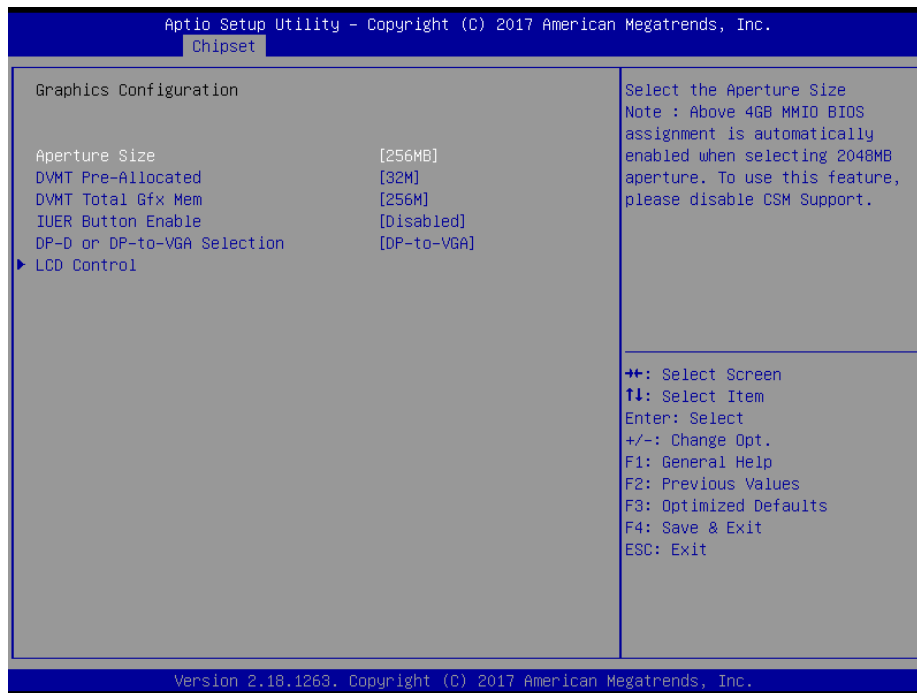 Aptio Setup Utility – Copyright (C) 2017 American Megatrends, Inc.
Chipset
Graphics Configuration
Aperture Size [256MB]
DVMT Pre-Allocated [32M]
DVMT Total Gfx Mem [256M]
IUER Button Enable [Disabled]
DP-D or DP-to-VGA Selection [DP-to-VGA]
LCD Control
Select the Aperture Size
Note : Above 4GB MMIO BIOS
assignment is automatically
enabled when selecting 2048MB
aperture. To use this feature,
please disable CSM Support.
→←: Select Screen
↑↓: Select Item
Enter: Select
+/-: Change Opt.
F1: General Help
F2: Previous Values
F3: Optimized Defaults
F4: Save & Exit
ESC: Exit
Version 2.18.1263. Copyright (C) 2017 American Megatrends, Inc.